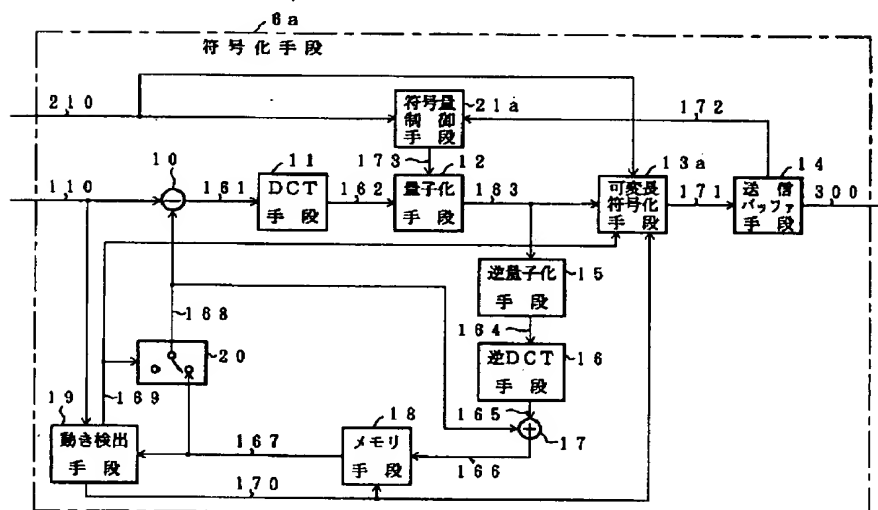 6a
符号化手段
210
符号量
制御
手段
21a
172
173
10
11
12
13a
14
110
161
DCT
手段
162
量子化
手段
163
可変長
符号化
手段
171
送信
バッファ
手段
300
逆量子化
手段
15
168
164
20
逆DCT
手段
16
19
169
165
18
17
動き検出
手段
167
メモリ
手段
166
170